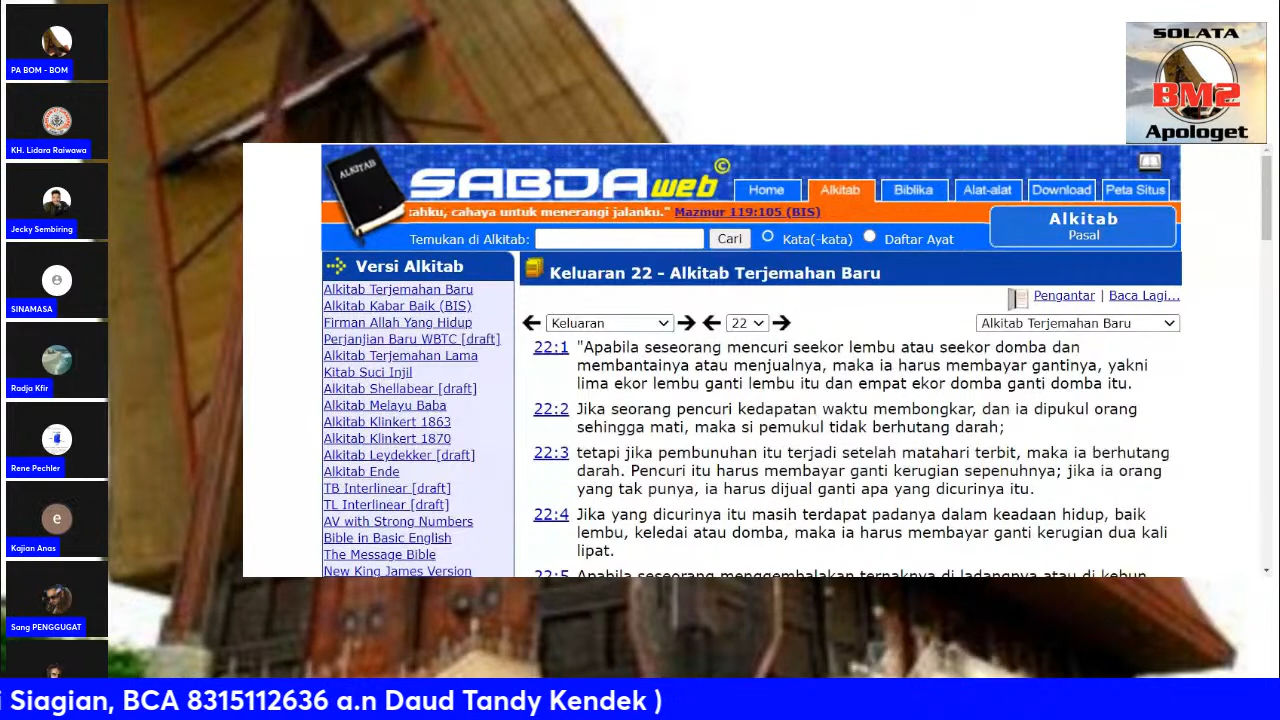 PA BOM - BOM
KH. Lidara Raiwawa
Jecky Sembiring
SINAMASA
Radja Kfir
Rene Pechler
e
Kajian Anas
Sang PENGGUGAT
SOLATA
BM2
Apologet
ALKITAB
SABDAweb©
Home
Alkitab
Biblika
Alat-alat
Download
Peta Situs
tahku, cahaya untuk menerangi jalanku." Mazmur 119:105 (BIS)
Alkitab
Pasal
Temukan di Alkitab:
Cari
Kata(-kata)
Daftar Ayat
Versi Alkitab
Alkitab Terjemahan Baru
Alkitab Kabar Baik (BIS)
Firman Allah Yang Hidup
Perjanjian Baru WBTC [draft]
Alkitab Terjemahan Lama
Kitab Suci Injil
Alkitab Shellabear [draft]
Alkitab Melayu Baba
Alkitab Klinkert 1863
Alkitab Klinkert 1870
Alkitab Leydekker [draft]
Alkitab Ende
TB Interlinear [draft]
TL Interlinear [draft]
AV with Strong Numbers
Bible in Basic English
The Message Bible
New King James Version
Keluaran 22 - Alkitab Terjemahan Baru
Pengantar | Baca Lagi...
Keluaran
22
Alkitab Terjemahan Baru
22:1 "Apabila seseorang mencuri seekor lembu atau seekor domba dan
membantainya atau menjualnya, maka ia harus membayar gantinya, yakni
lima ekor lembu ganti lembu itu dan empat ekor domba ganti domba itu.
22:2 Jika seorang pencuri kedapatan waktu membongkar, dan ia dipukul orang
sehingga mati, maka si pemukul tidak berhutang darah;
22:3 tetapi jika pembunuhan itu terjadi setelah matahari terbit, maka ia berhutang
darah. Pencuri itu harus membayar ganti kerugian sepenuhnya; jika ia orang
yang tak punya, ia harus dijual ganti apa yang dicurinya itu.
22:4 Jika yang dicurinya itu masih terdapat padanya dalam keadaan hidup, baik
lembu, keledai atau domba, maka ia harus membayar ganti kerugian dua kali
lipat.
22:5 Apabila seseorang menggembalakan ternaknya di ladangnya atau di kebun
i Siagian, BCA 8315112636 a.n Daud Tandy Kendek )